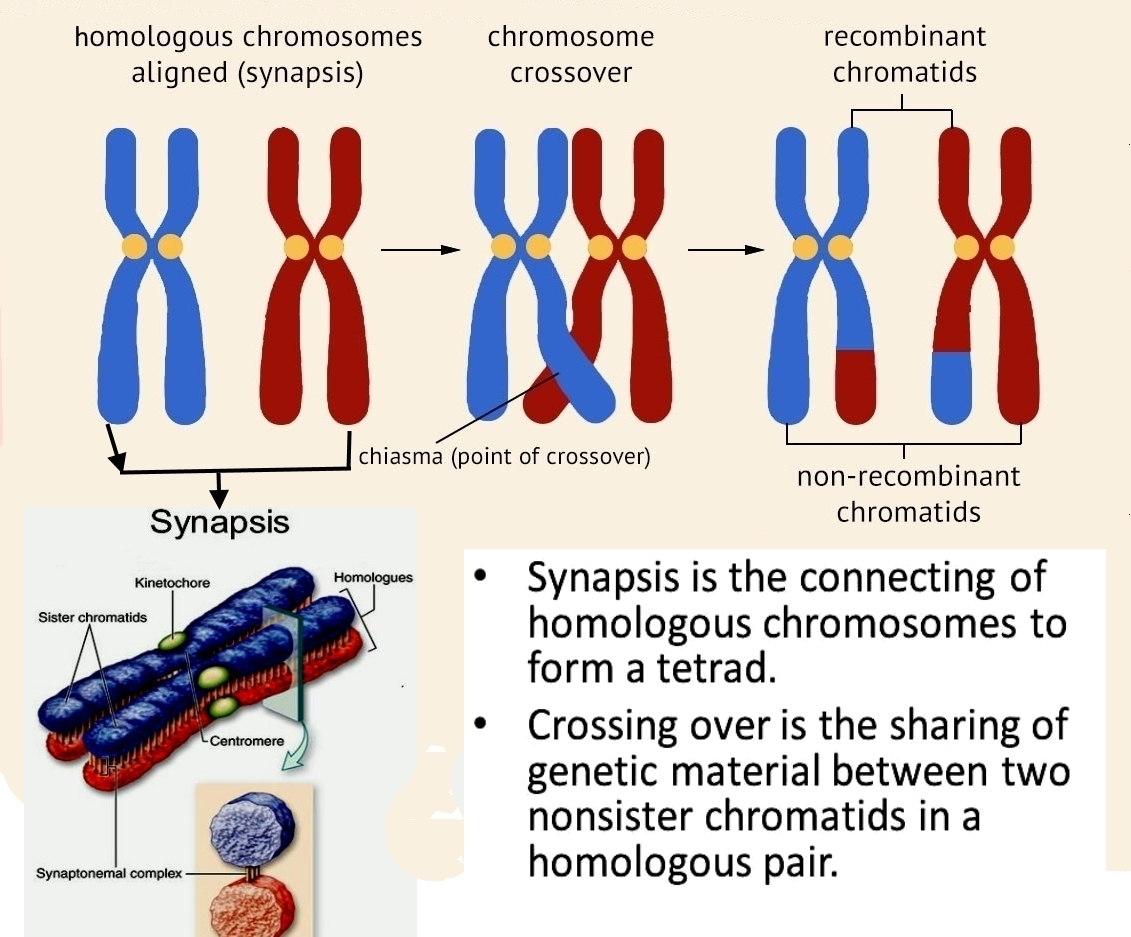 homologous chromosomes
aligned (synapsis)
chromosome
crossover
recombinant
chromatids
chiasma (point of crossover)
non-recombinant
chromatids
Synapsis
Kinetochore
Homologues
Sister chromatids
Centromere
Synaptonemal complex
• Synapsis is the connecting of
homologous chromosomes to
form a tetrad.
• Crossing over is the sharing of
genetic material between two
nonsister chromatids in a
homologous pair.